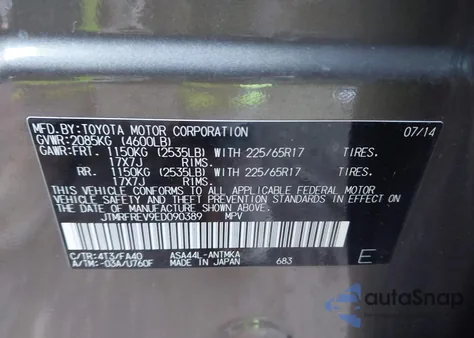 MFD.BY:TOYOTA MOTOR CORPORATION 07/14
GVWR:2085KG (4600LB)
GAWR:FRT. 1150KG (2535LB) WITH 225/65R17 TIRES.
17X7J RIMS.
RR. 1150KG (2535LB) WITH 225/65R17 TIRES.
17X7J RIMS.
THIS VEHICLE CONFORMS TO ALL APPLICABLE FEDERAL MOTOR
VEHICLE SAFETY, BUMPER, AND THEFT PREVENTION STANDARDS
IN EFFECT ON THE DATE OF MANUFACTURE SHOWN ABOVE.
JTMRFREV9ED090389 MPV
C/TR:4T3/FA40 ASA44L-ANTMKA
A/TM:-03A/U760F MADE IN JAPAN 683 E
autoSnap